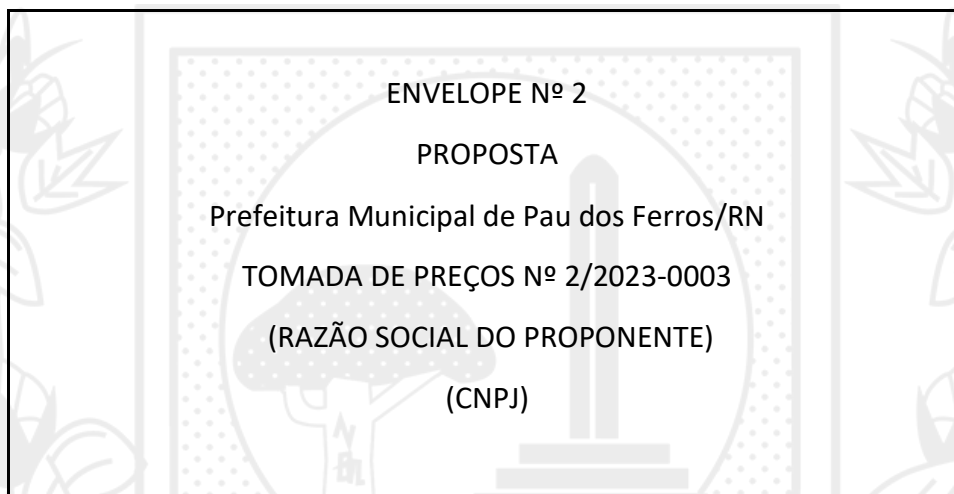 ENVELOPE Nº 2
PROPOSTA
Prefeitura Municipal de Pau dos Ferros/RN
TOMADA DE PREÇOS Nº 2/2023-0003
(RAZÃO SOCIAL DO PROPONENTE)
(CNPJ)